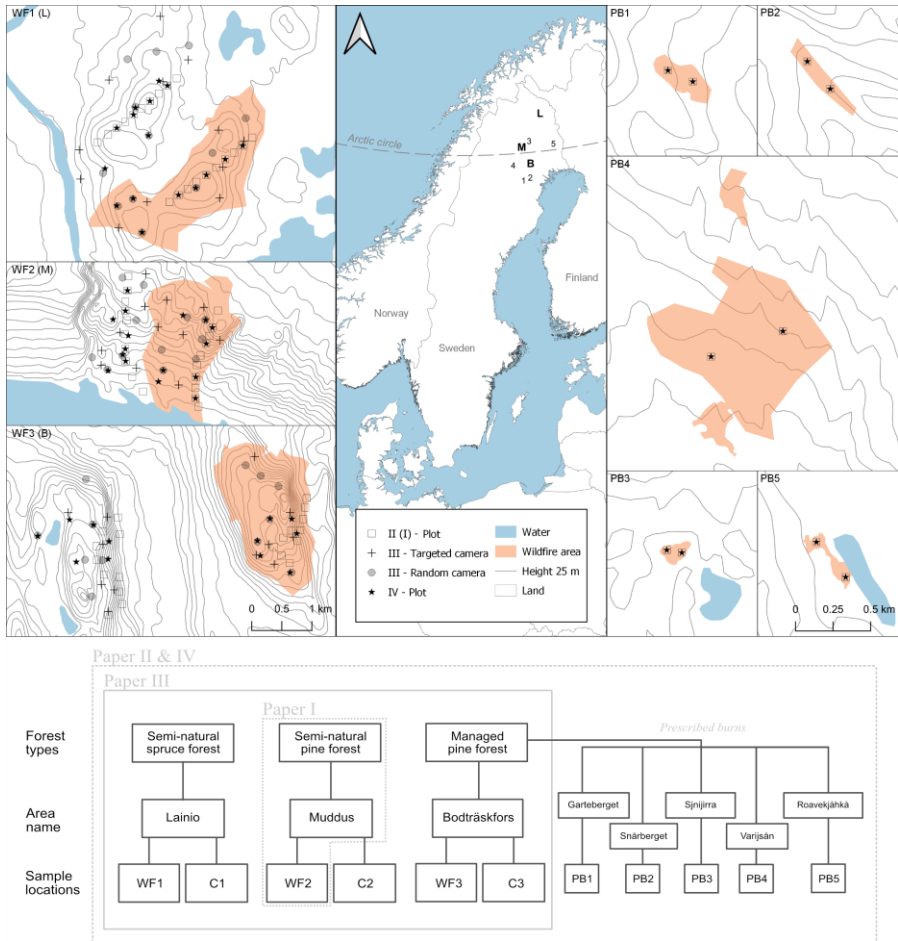 WF1 (L)
WF2 (M)
WF3 (B)
0 0.5 1 km
L
Arctic circle
M 3
5
4 B
1 2
Finland
Norway
Sweden
II (I) - Plot
III - Targeted camera
III - Random camera
IV - Plot
Water
Wildfire area
Height 25 m
Land
PB1
PB2
PB4
PB3
PB5
0 0.25 0.5 km
Paper II & IV
Paper III
Paper I
Forest
types
Semi-natural
spruce forest
Semi-natural
pine forest
Managed
pine forest
Prescribed burns
Area
name
Lainio
Muddus
Bodträskfors
Garteberget
Snårberget
Sjnijirra
Varijsán
Roavekjåhkå
Sample
locations
WF1
C1
WF2
C2
WF3
C3
PB1
PB2
PB3
PB4
PB5